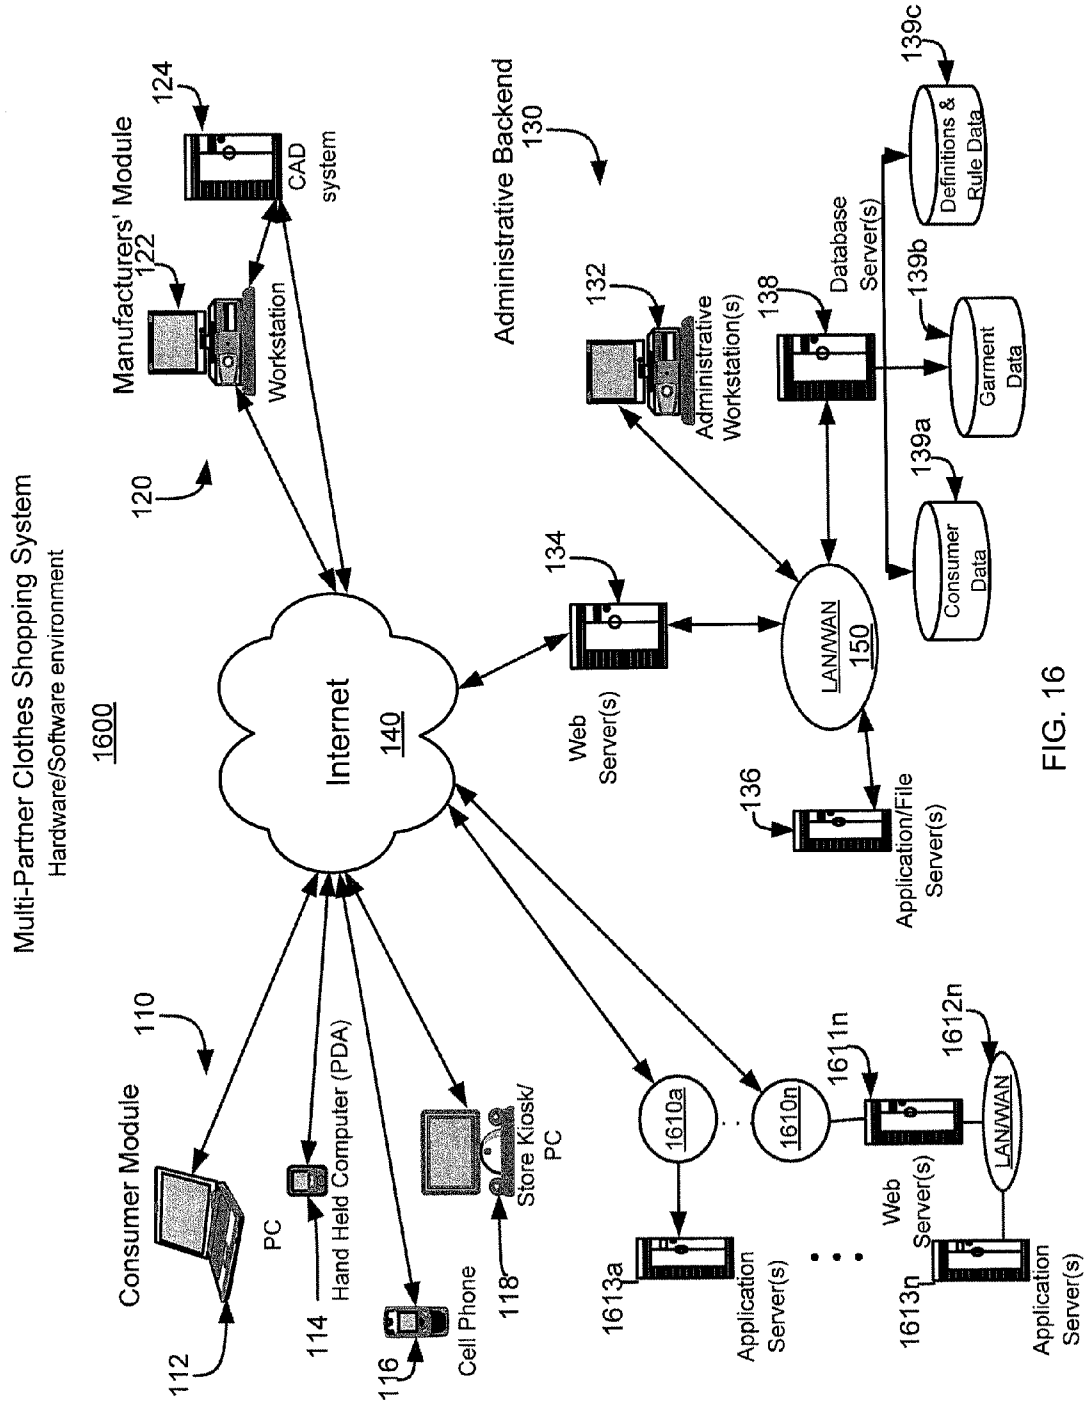 Multi-Partner Clothes Shopping System
Hardware/Software environment
1600
Consumer Module
110
112
PC
114
Hand Held Computer (PDA)
116
Cell Phone
118
Store Kiosk/
PC
Internet
140
Manufacturers' Module
120
122
Workstation
124
CAD
system
Administrative Backend
130
132
Administrative
Workstation(s)
134
Web
Server(s)
LAN/WAN
150
136
Application/File
Server(s)
138
Database
Server(s)
139a
Consumer
Data
139b
Garment
Data
139c
Definitions &
Rule Data
1610a
1610n
1613a
Application
Server(s)
1611n
Web
Server(s)
1612n
LAN/WAN
1613n
Application
Server(s)
FIG. 16